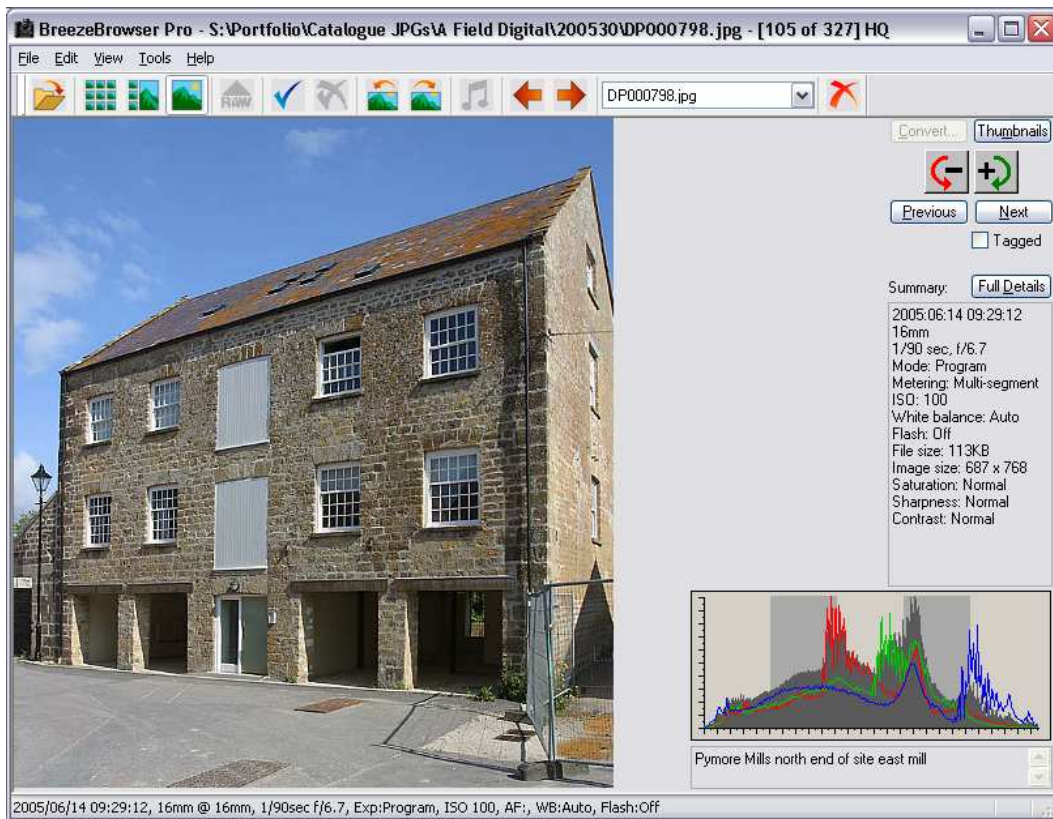 BreezeBrowser Pro - S:\Portfolio\Catalogue JPGs\A Field Digital\200530\DP000798.jpg - [105 of 327] HQ
File Edit View Tools Help
RAW DP000798.jpg
Convert... Thumbnails
Previous Next
Tagged
Summary: Full Details
2005:06:14 09:29:12
16mm
1/90 sec, f/6.7
Mode: Program
Metering: Multi-segment
ISO: 100
White balance: Auto
Flash: Off
File size: 113KB
Image size: 687 x 768
Saturation: Normal
Sharpness: Normal
Contrast: Normal
Pymore Mills north end of site east mill
2005/06/14 09:29:12, 16mm @ 16mm, 1/90sec f/6.7, Exp:Program, ISO 100, AF:, WB:Auto, Flash:Off